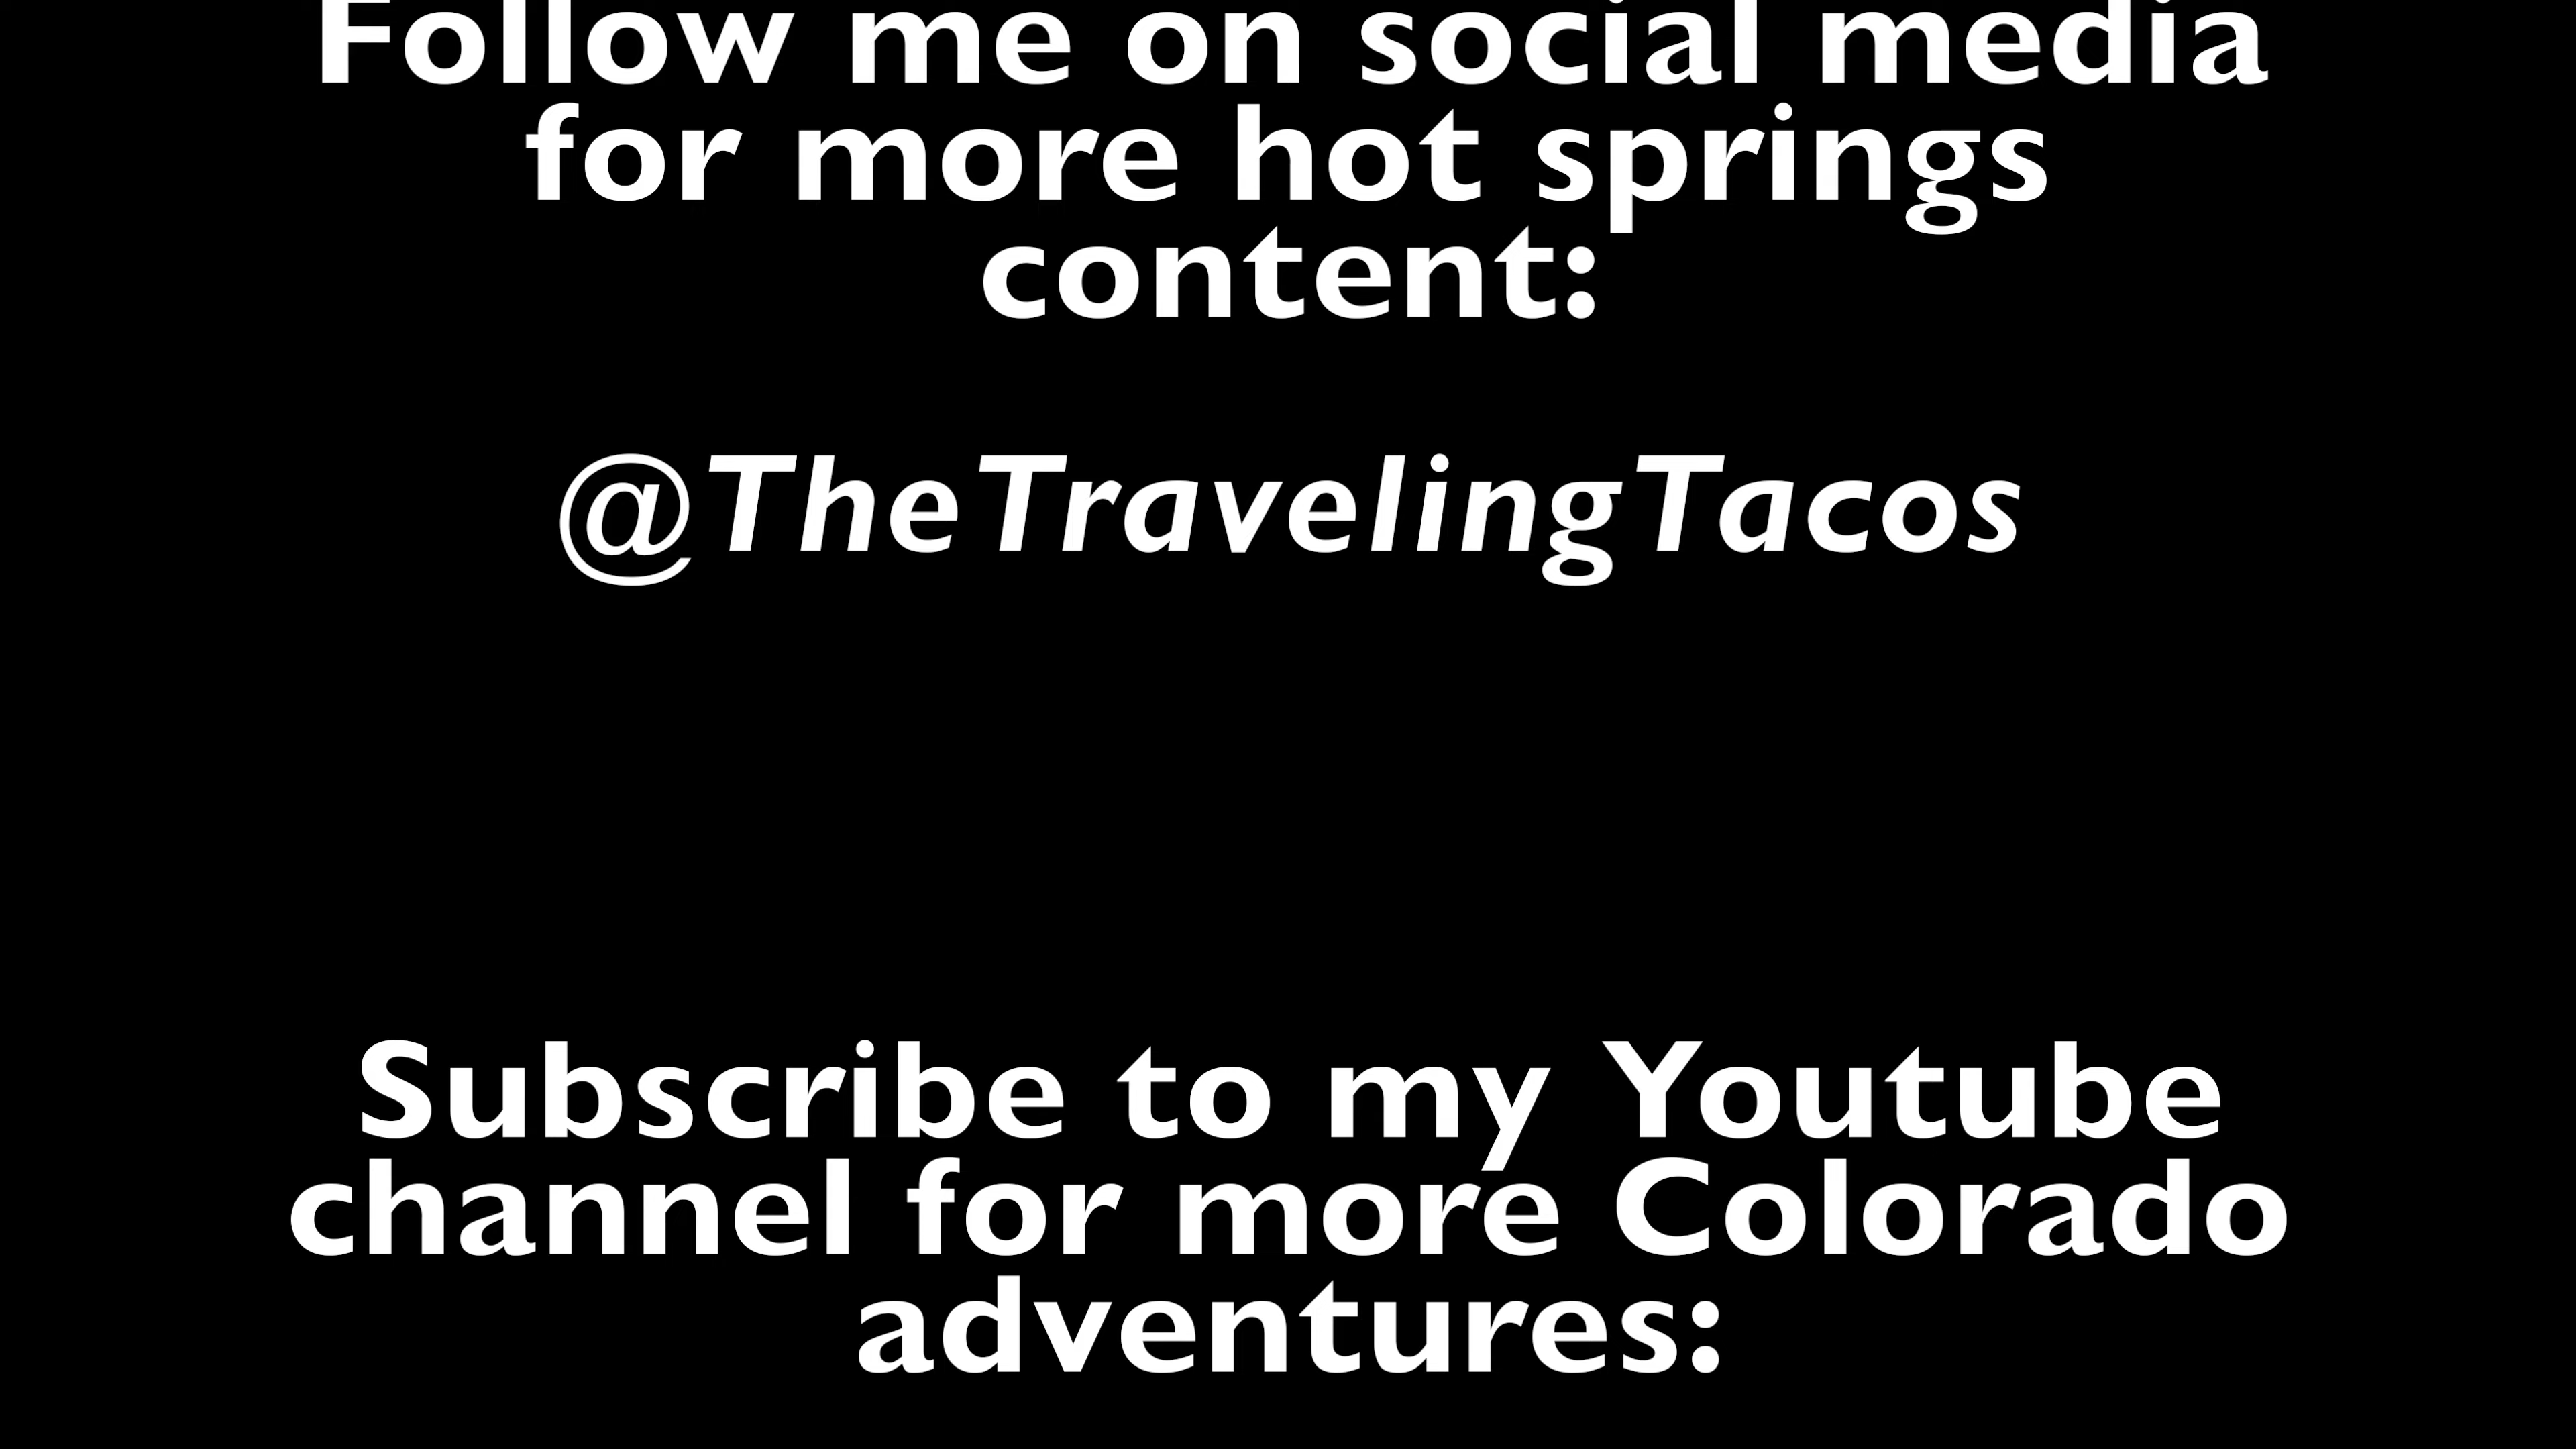 Follow me on social media
for more hot springs
content:
@TheTravelingTacos
Subscribe to my Youtube
channel for more Colorado
adventures: